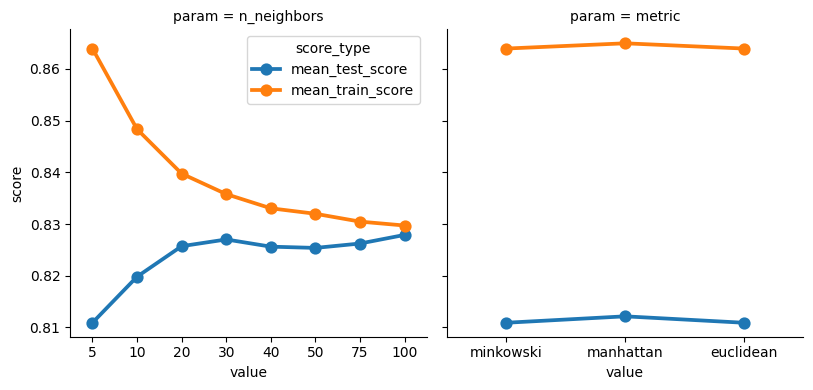 param = n_neighbors
param = metric
score_type
mean_test_score
mean_train_score
0.86
0.85
0.84
0.83
0.82
0.81
score
5 10 20 30 40 50 75 100
value
minkowski manhattan euclidean
value